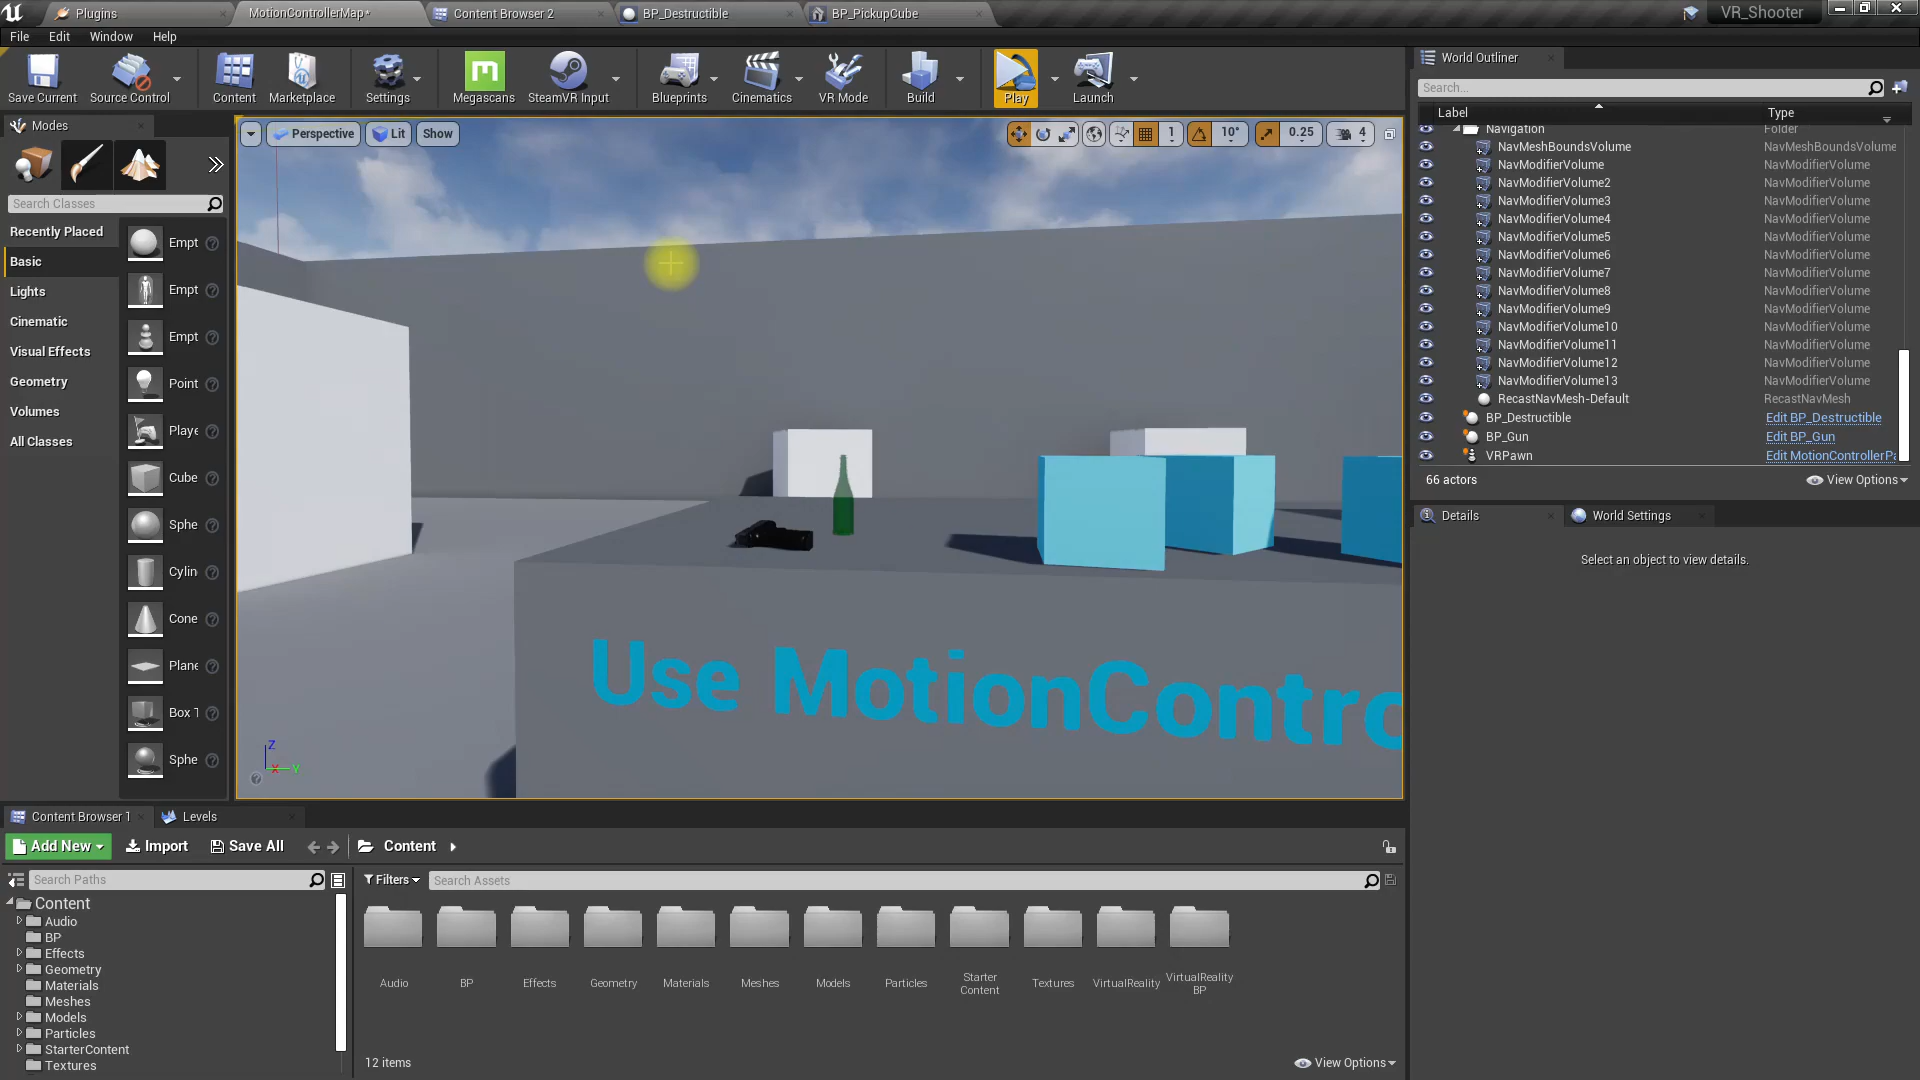 Plugins
MotionControllerMap*
Content Browser 2
BP_Destructible
BP_PickupCube
VR_Shooter
File Edit Window Help
Save Current
Source Control
Content
Marketplace
Settings
Megascans
SteamVR Input
Blueprints
Cinematics
VR Mode
Build
Play
Launch
Modes
Search Classes
Recently Placed
Basic
Lights
Cinematic
Visual Effects
Geometry
Volumes
All Classes
Empt
Empt
Empt
Point
Playe
Cube
Sphe
Cylin
Cone
Plane
Box T
Sphe
Perspective
Lit
Show
1
10°
0.25
4
Use MotionContro
Z
X
Y
World Outliner
Search...
Label Type
Navigation Folder
NavMeshBoundsVolume NavMeshBoundsVolume
NavModifierVolume NavModifierVolume
NavModifierVolume2 NavModifierVolume
NavModifierVolume3 NavModifierVolume
NavModifierVolume4 NavModifierVolume
NavModifierVolume5 NavModifierVolume
NavModifierVolume6 NavModifierVolume
NavModifierVolume7 NavModifierVolume
NavModifierVolume8 NavModifierVolume
NavModifierVolume9 NavModifierVolume
NavModifierVolume10 NavModifierVolume
NavModifierVolume11 NavModifierVolume
NavModifierVolume12 NavModifierVolume
NavModifierVolume13 NavModifierVolume
RecastNavMesh-Default RecastNavMesh
BP_Destructible Edit BP_Destructible
BP_Gun Edit BP_Gun
VRPawn Edit MotionControllerPa
66 actors
View Options
Details
World Settings
Select an object to view details.
Content Browser 1
Levels
Add New
Import
Save All
Content
Search Paths
Filters
Search Assets
Content
Audio
BP
Effects
Geometry
Materials
Meshes
Models
Particles
StarterContent
Textures
Audio
BP
Effects
Geometry
Materials
Meshes
Models
Particles
Starter
Content
Textures
VirtualReality
VirtualReality
BP
12 items
View Options